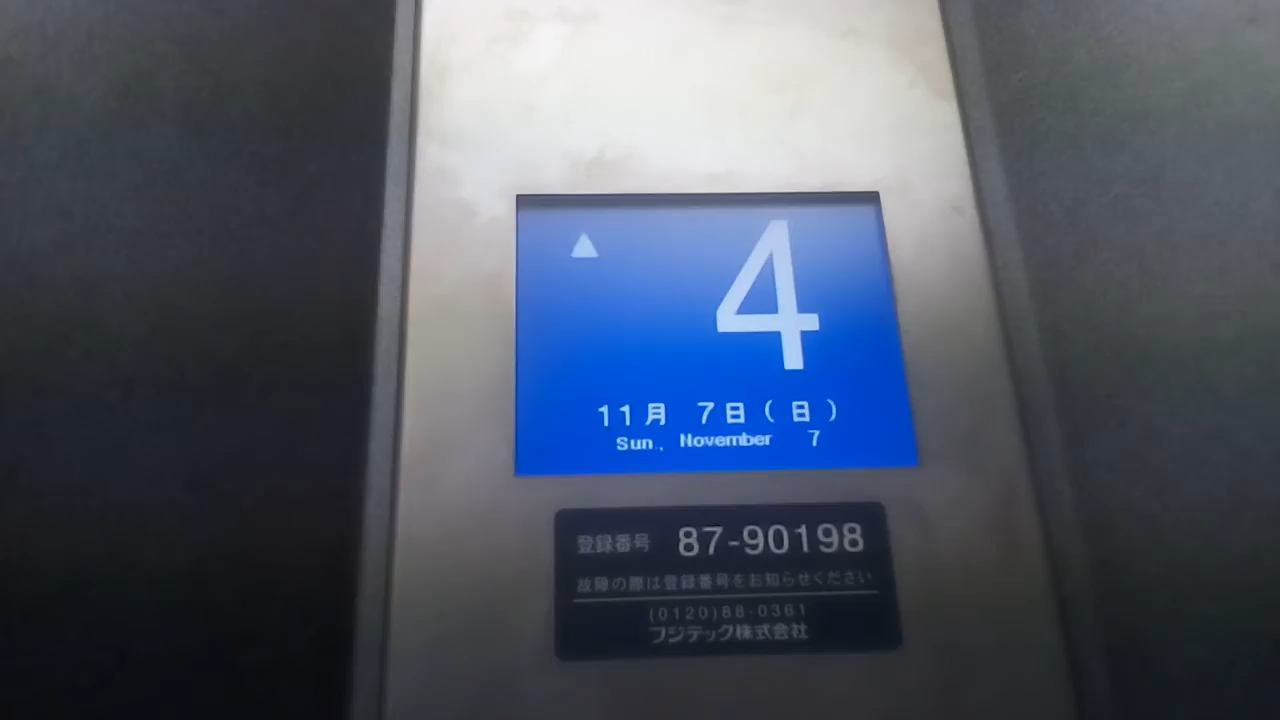 ▲ 4
11月 7日(日)
Sun., November 7
登録番号 87-90198
故障の際は登録番号をお知らせください
(0120)88-0361
フジテック株式会社